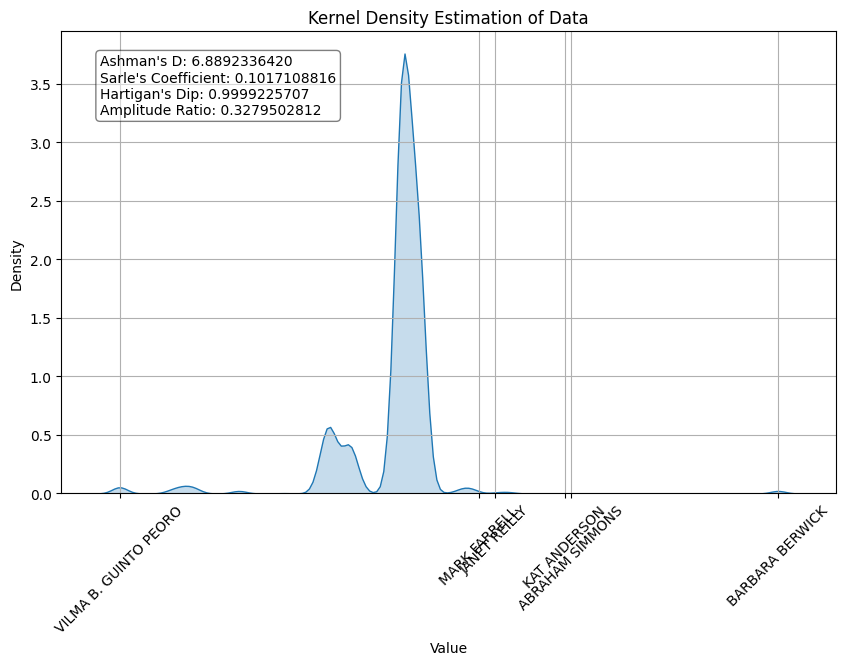 Kernel Density Estimation of Data
Ashman's D: 6.8892336420
Sarle's Coefficient: 0.1017108816
Hartigan's Dip: 0.9999225707
Amplitude Ratio: 0.3279502812
Density
3.5
3.0
2.5
2.0
1.5
1.0
0.5
0.0
VILMA B. GUINTO PEORO
MARK FARRELL
JANET REILLY
KAT ANDERSON
ABRAHAM SIMMONS
BARBARA BERWICK
Value